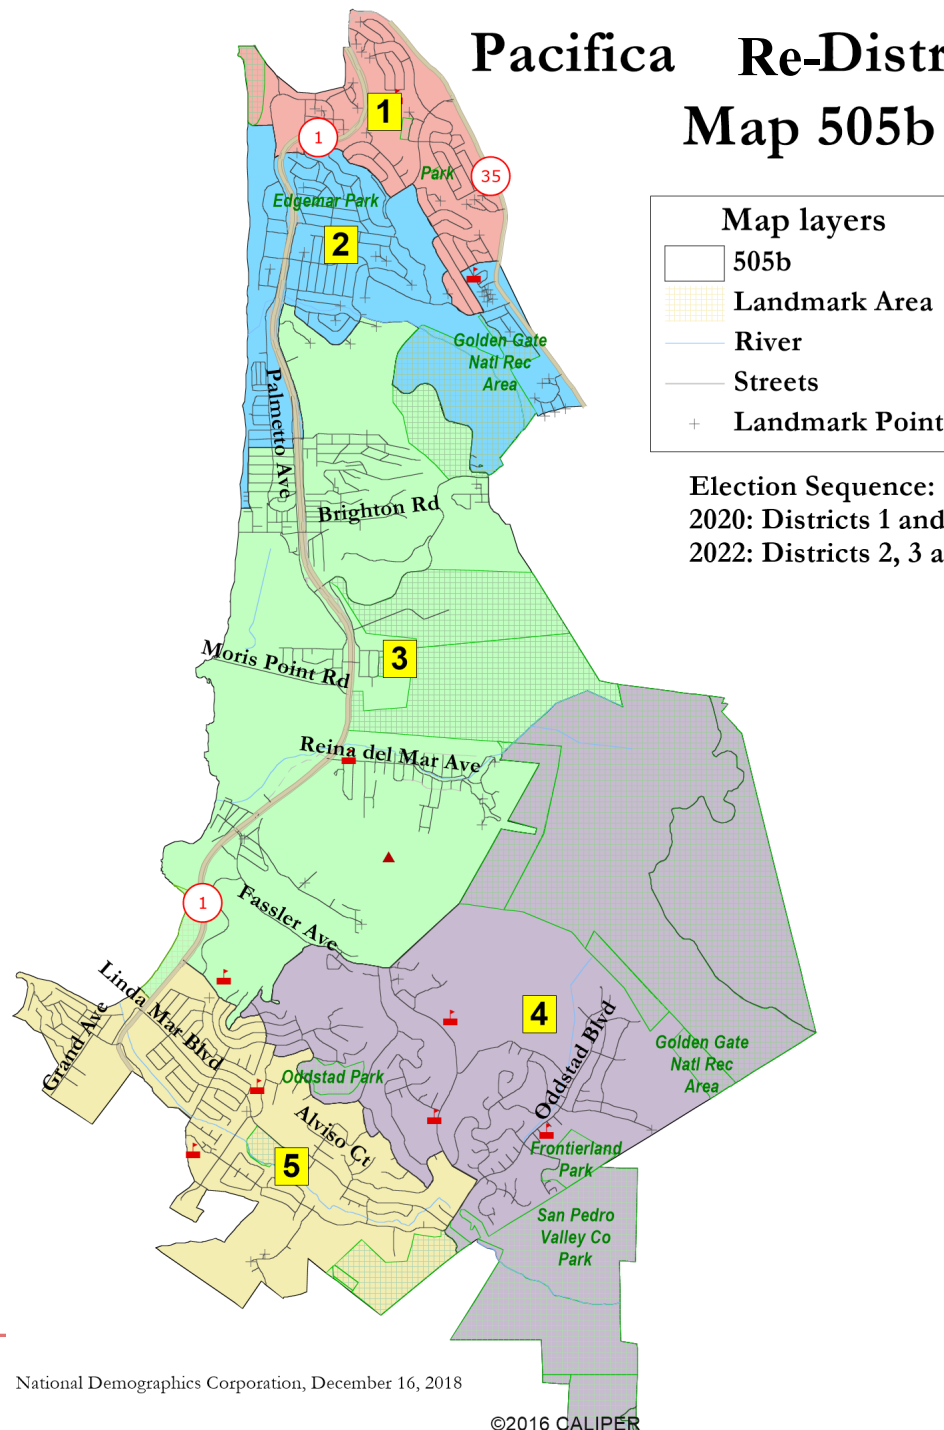 Pacifica Re-Distr
Map 505b
1
1
Park
35
Edgemar Park
2
Map layers
505b
Landmark Area
River
Streets
Landmark Point
Golden Gate
Natl Rec
Area
Palmetto Ave
Brighton Rd
Election Sequence:
2020: Districts 1 and
2022: Districts 2, 3 a
Moris Point Rd
3
Reina del Mar Ave
1
Fassler Ave
Linda Mar Blvd
Grand Ave
4
Oddstad Blvd
Golden Gate
Natl Rec
Area
Oddstad Park
Alviso Ct
5
Frontierland
Park
San Pedro
Valley Co
Park
National Demographics Corporation, December 16, 2018
©2016 CALIPER